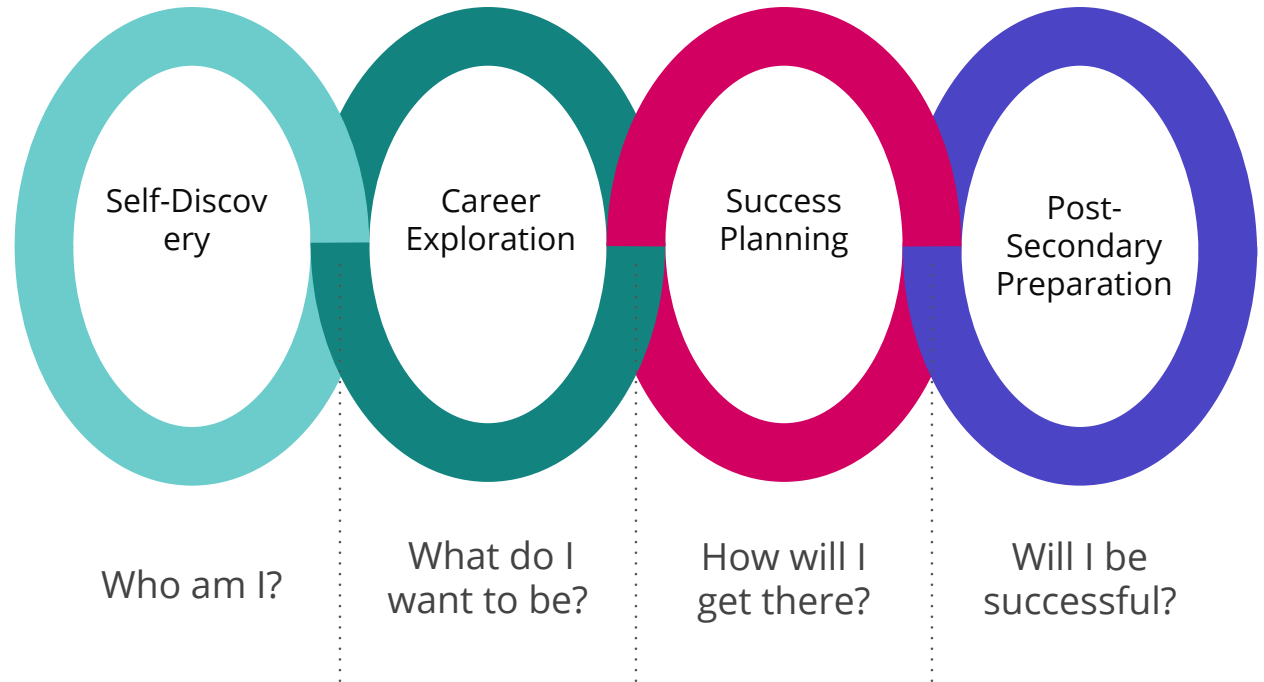 Self-Discov
ery
Career
Exploration
Success
Planning
Post-
Secondary
Preparation
Who am I?
What do I
want to be?
How will I
get there?
Will I be
successful?